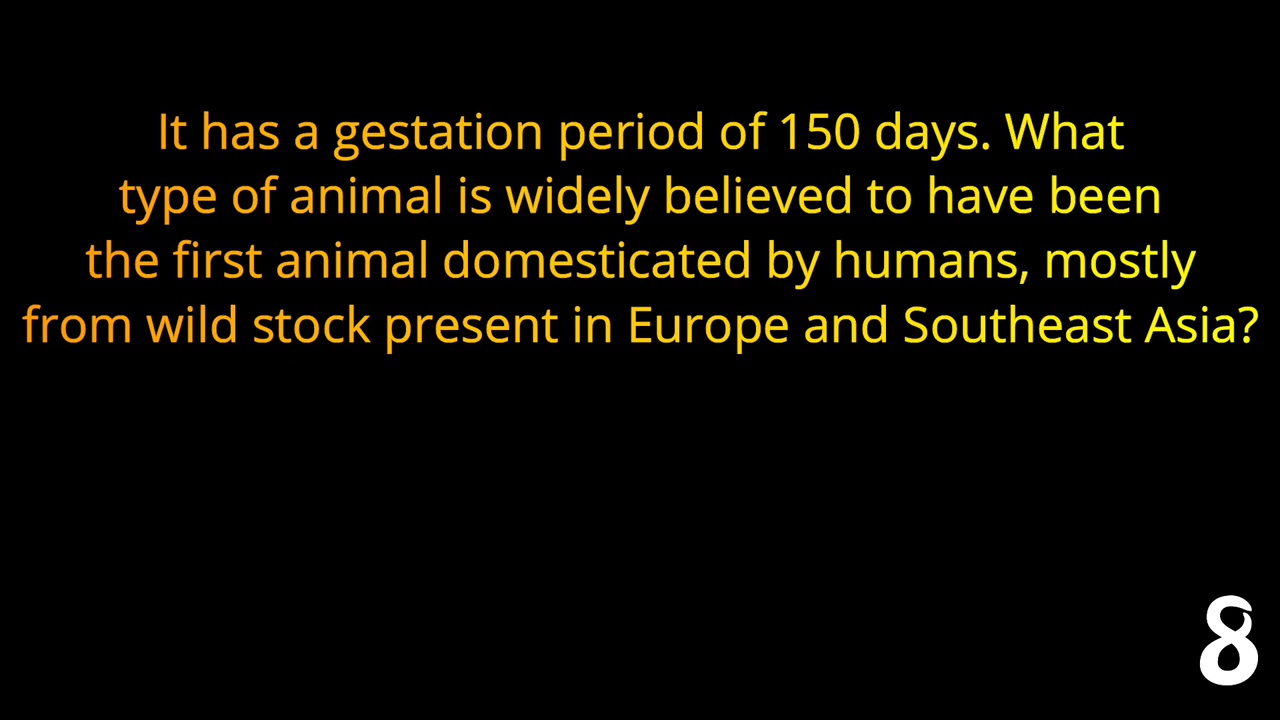 It has a gestation period of 150 days. What
type of animal is widely believed to have been
the first animal domesticated by humans, mostly
from wild stock present in Europe and Southeast Asia?
8